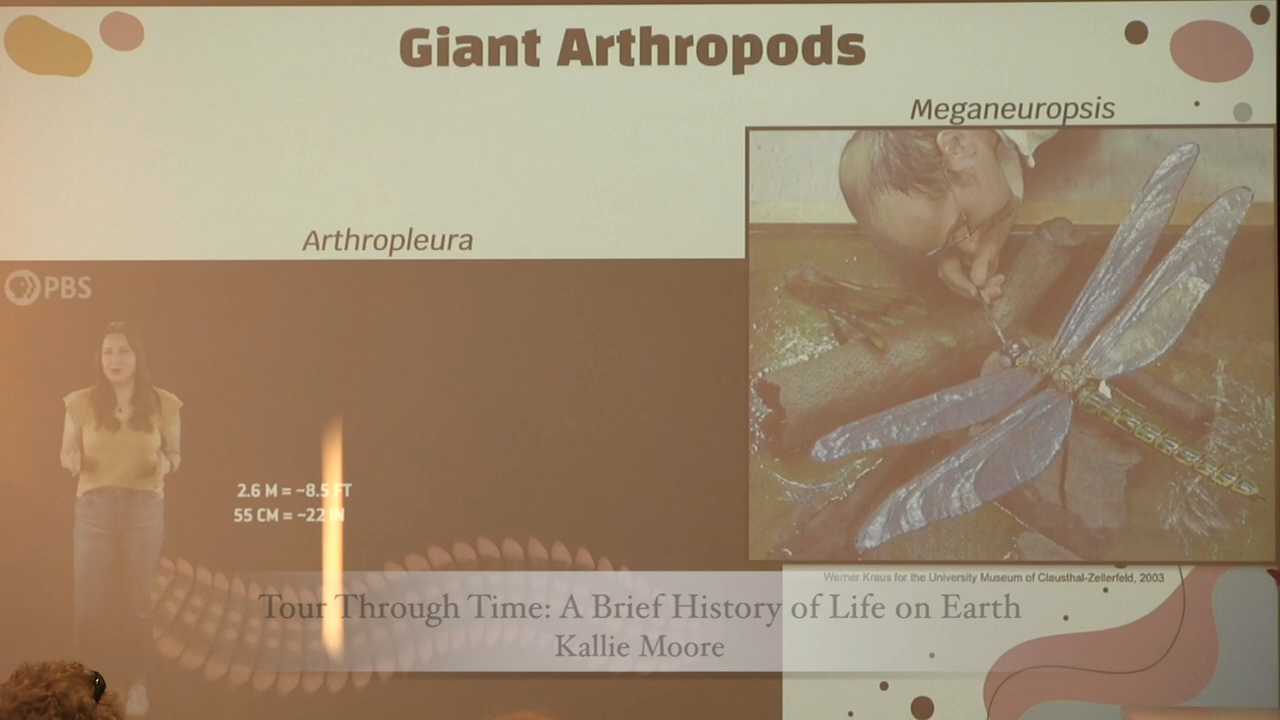 Giant Arthropods
Meganeuropsis
Arthropleura
PBS
2.6 M = ~8.5 FT
55 CM = ~22 IN
Werner Kraus for the University Museum of Clausthal-Zellerfeld, 2003
Tour Through Time: A Brief History of Life on Earth
Kallie Moore